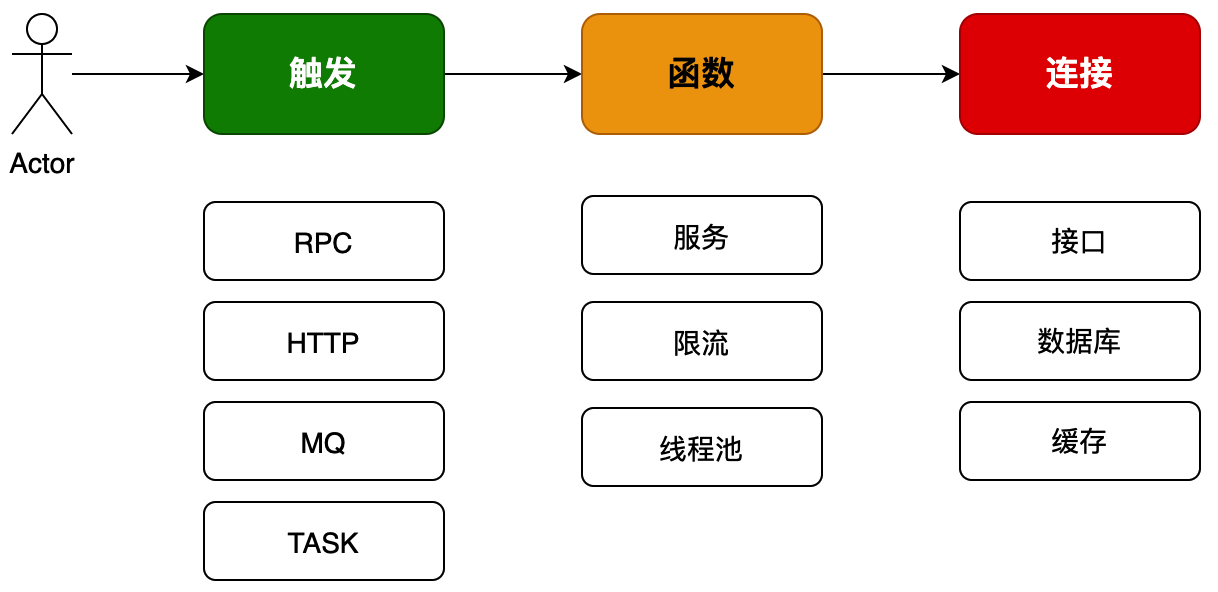 触发
函数
连接
Actor
RPC
HTTP
MQ
TASK
服务
限流
线程池
接口
数据库
缓存